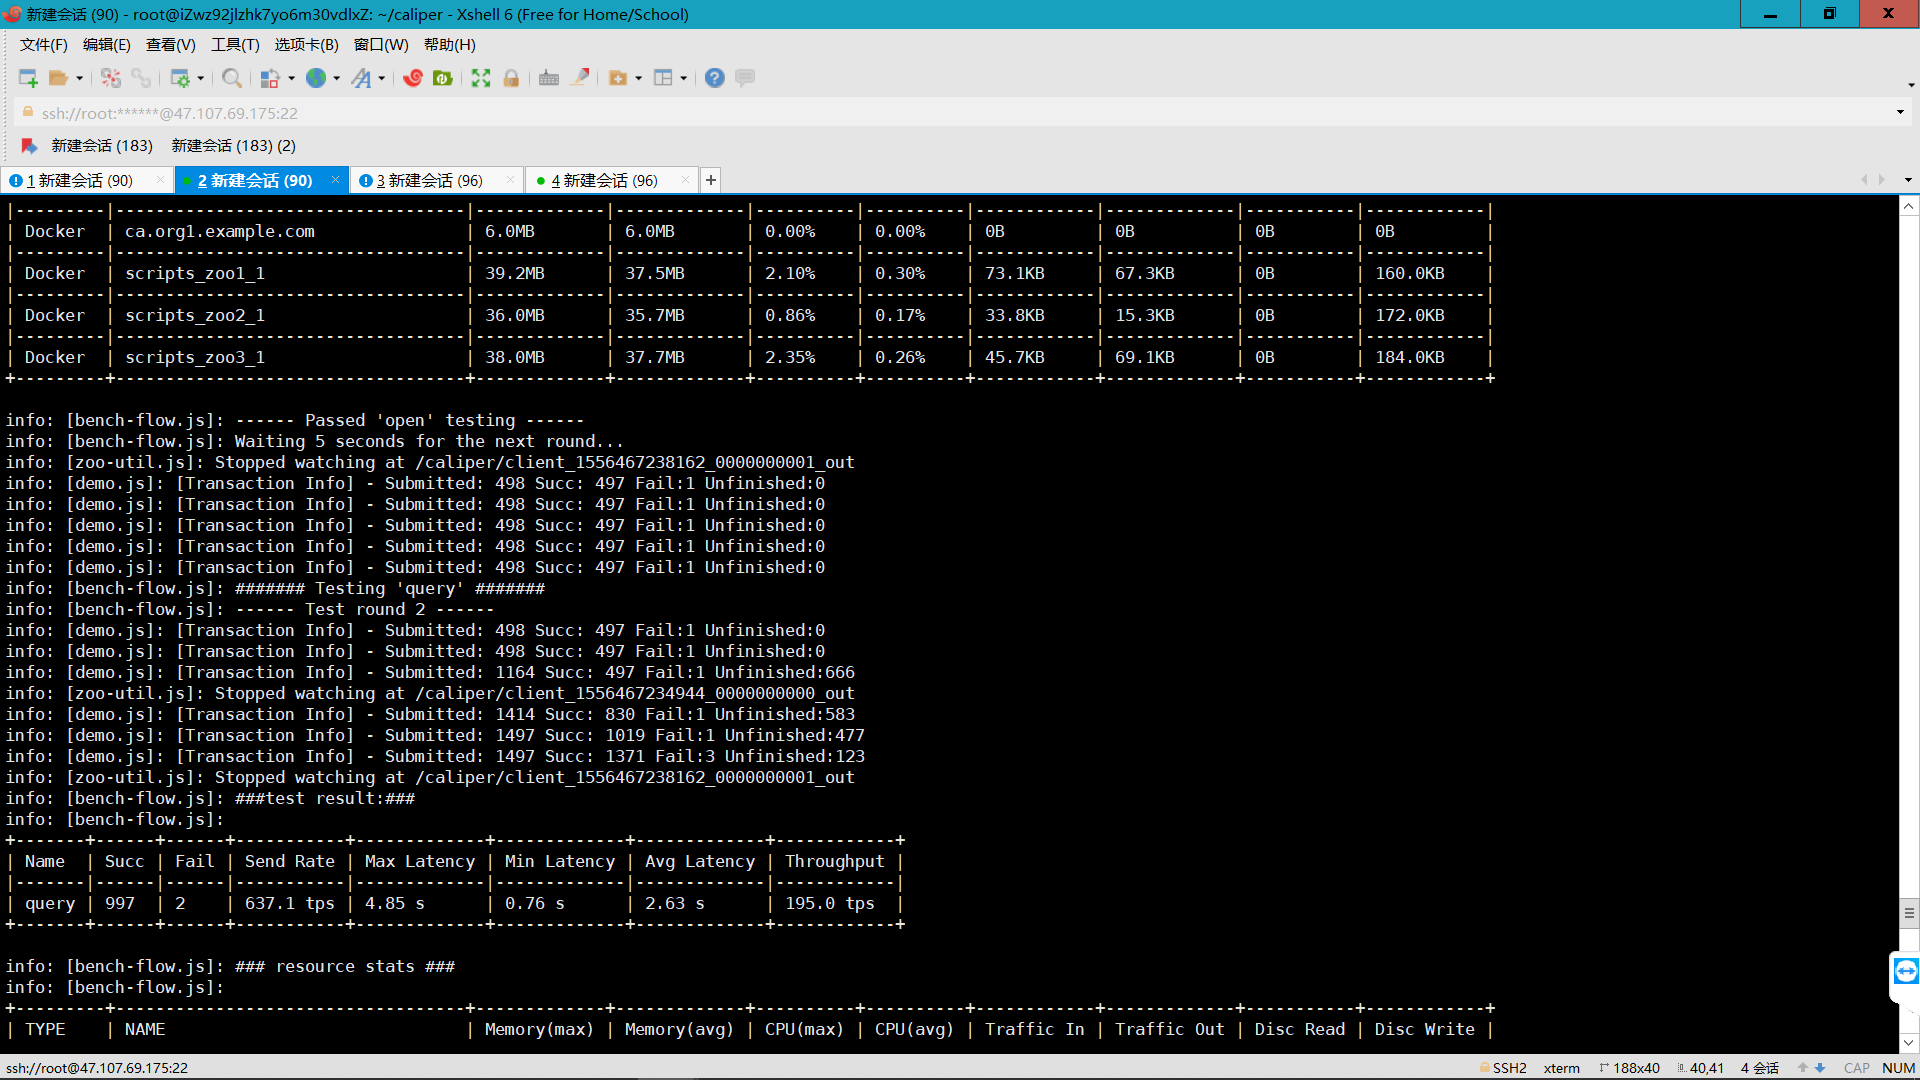 新建会话 (90) - root@iZwz92jlzhk7yo6m30vdlxZ: ~/caliper - Xshell 6 (Free for Home/School)
文件(F) 编辑(E) 查看(V) 工具(T) 选项卡(B) 窗口(W) 帮助(H)
ssh://root:******@47.107.69.175:22
新建会话 (183) 新建会话 (183) (2)
1 新建会话 (90) × 2 新建会话 (90) × 3 新建会话 (96) × 4 新建会话 (96) × +
|---------|-----------------------------------|-------------|-------------|----------|----------|------------|-------------|-----------|------------|
| Docker  | ca.org1.example.com               | 6.0MB       | 6.0MB       | 0.00%    | 0.00%    | 0B         | 0B          | 0B        | 0B         |
|---------|-----------------------------------|-------------|-------------|----------|----------|------------|-------------|-----------|------------|
| Docker  | scripts_zoo1_1                    | 39.2MB      | 37.5MB      | 2.10%    | 0.30%    | 73.1KB     | 67.3KB      | 0B        | 160.0KB    |
|---------|-----------------------------------|-------------|-------------|----------|----------|------------|-------------|-----------|------------|
| Docker  | scripts_zoo2_1                    | 36.0MB      | 35.7MB      | 0.86%    | 0.17%    | 33.8KB     | 15.3KB      | 0B        | 172.0KB    |
|---------|-----------------------------------|-------------|-------------|----------|----------|------------|-------------|-----------|------------|
| Docker  | scripts_zoo3_1                    | 38.0MB      | 37.7MB      | 2.35%    | 0.26%    | 45.7KB     | 69.1KB      | 0B        | 184.0KB    |
+---------+-----------------------------------+-------------+-------------+----------+----------+------------+-------------+-----------+------------+
info: [bench-flow.js]: ------ Passed 'open' testing ------
info: [bench-flow.js]: Waiting 5 seconds for the next round...
info: [zoo-util.js]: Stopped watching at /caliper/client_1556467238162_0000000001_out
info: [demo.js]: [Transaction Info] - Submitted: 498 Succ: 497 Fail:1 Unfinished:0
info: [demo.js]: [Transaction Info] - Submitted: 498 Succ: 497 Fail:1 Unfinished:0
info: [demo.js]: [Transaction Info] - Submitted: 498 Succ: 497 Fail:1 Unfinished:0
info: [demo.js]: [Transaction Info] - Submitted: 498 Succ: 497 Fail:1 Unfinished:0
info: [demo.js]: [Transaction Info] - Submitted: 498 Succ: 497 Fail:1 Unfinished:0
info: [bench-flow.js]: ####### Testing 'query' #######
info: [bench-flow.js]: ------ Test round 2 ------
info: [demo.js]: [Transaction Info] - Submitted: 498 Succ: 497 Fail:1 Unfinished:0
info: [demo.js]: [Transaction Info] - Submitted: 498 Succ: 497 Fail:1 Unfinished:0
info: [demo.js]: [Transaction Info] - Submitted: 1164 Succ: 497 Fail:1 Unfinished:666
info: [zoo-util.js]: Stopped watching at /caliper/client_1556467234944_0000000000_out
info: [demo.js]: [Transaction Info] - Submitted: 1414 Succ: 830 Fail:1 Unfinished:583
info: [demo.js]: [Transaction Info] - Submitted: 1497 Succ: 1019 Fail:1 Unfinished:477
info: [demo.js]: [Transaction Info] - Submitted: 1497 Succ: 1371 Fail:3 Unfinished:123
info: [zoo-util.js]: Stopped watching at /caliper/client_1556467238162_0000000001_out
info: [bench-flow.js]: ###test result:###
info: [bench-flow.js]:
+-------+------+------+-----------+-------------+-------------+-------------+------------+
| Name  | Succ | Fail | Send Rate | Max Latency | Min Latency | Avg Latency | Throughput |
|-------|------|------|-----------|-------------|-------------|-------------|------------|
| query | 997  | 2    | 637.1 tps | 4.85 s      | 0.76 s      | 2.63 s      | 195.0 tps  |
+-------+------+------+-----------+-------------+-------------+-------------+------------+
info: [bench-flow.js]: ### resource stats ###
info: [bench-flow.js]:
+---------+-----------------------------------+-------------+-------------+----------+----------+------------+-------------+-----------+------------+
| TYPE    | NAME                              | Memory(max) | Memory(avg) | CPU(max) | CPU(avg) | Traffic In | Traffic Out | Disc Read | Disc Write |
ssh://root@47.107.69.175:22 SSH2 xterm 188x40 40,41 4 会话 CAP NUM